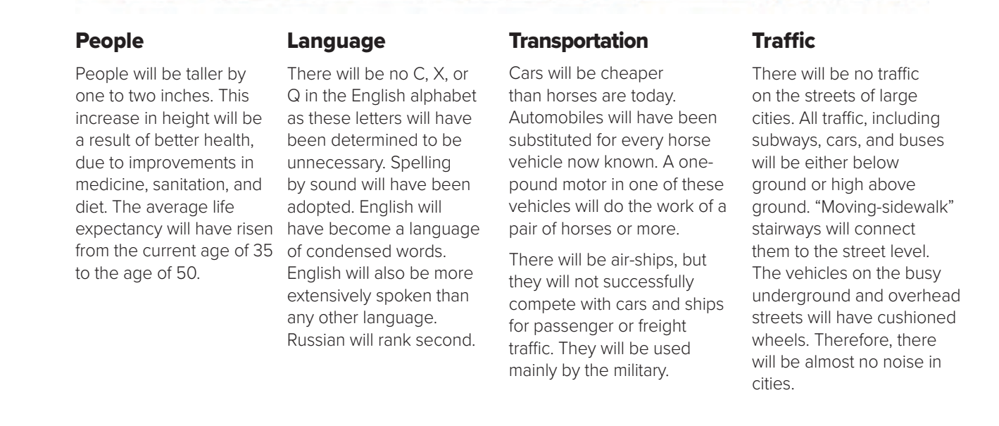 People
People will be taller by
one to two inches. This
increase in height will be
a result of better health,
due to improvements in
medicine, sanitation, and
diet. The average life
expectancy will have risen
from the current age of 35
to the age of 50.
Language
There will be no C, X, or
Q in the English alphabet
as these letters will have
been determined to be
unnecessary. Spelling
by sound will have been
adopted. English will
have become a language
of condensed words.
English will also be more
extensively spoken than
any other language.
Russian will rank second.
Transportation
Cars will be cheaper
than horses are today.
Automobiles will have been
substituted for every horse
vehicle now known. A one-
pound motor in one of these
vehicles will do the work of a
pair of horses or more.
There will be air-ships, but
they will not successfully
compete with cars and ships
for passenger or freight
traffic. They will be used
mainly by the military.
Traffic
There will be no traffic
on the streets of large
cities. All traffic, including
subways, cars, and buses
will be either below
ground or high above
ground. “Moving-sidewalk”
stairways will connect
them to the street level.
The vehicles on the busy
underground and overhead
streets will have cushioned
wheels. Therefore, there
will be almost no noise in
cities.